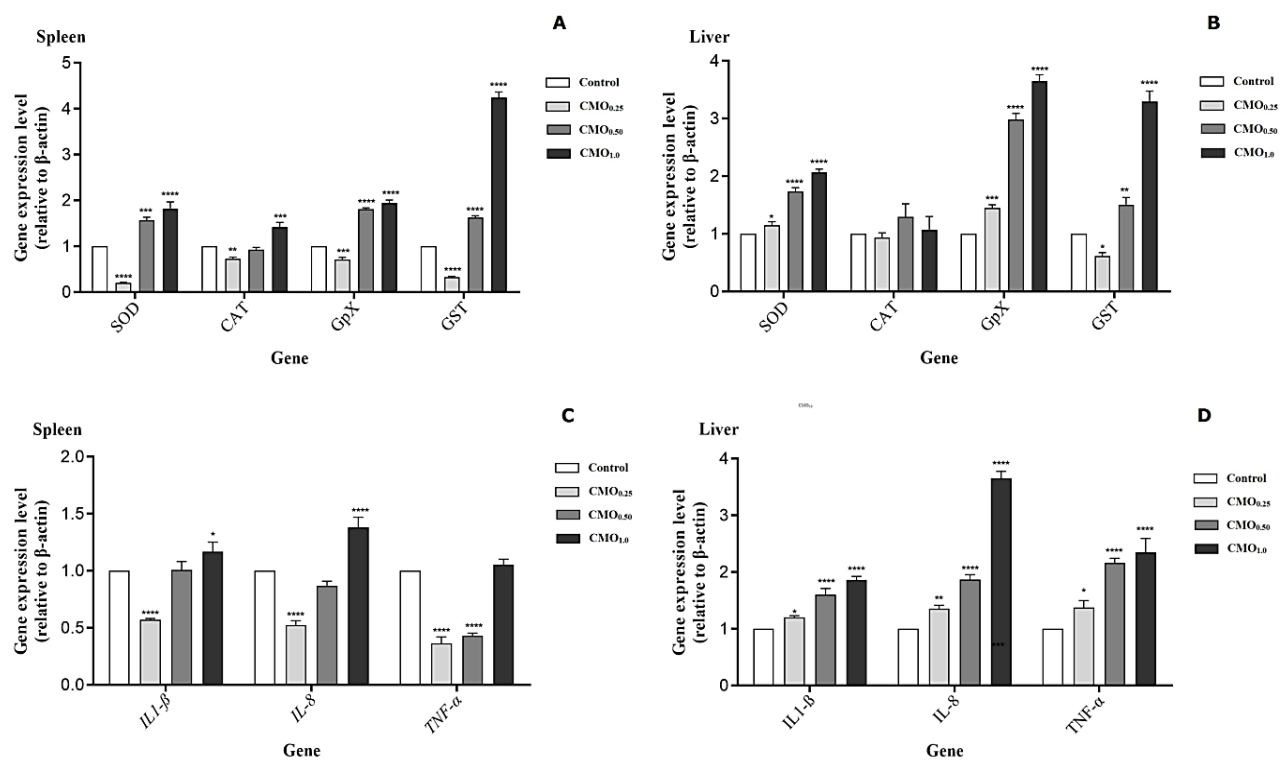 A
Spleen
Gene expression level
(relative to β-actin)
5
4
3
2
1
0
****
***
****
**
***
***
****
****
****
****
****
SOD
CAT
GpX
GST
Gene
Control
CMO0.25
CMO0.50
CMO1.0
B
Liver
Gene expression level
(relative to β-actin)
4
3
2
1
0
*
****
****
***
****
****
*
**
****
SOD
CAT
GpX
GST
Gene
Control
CMO0.25
CMO0.50
CMO1.0
C
Spleen
Gene expression level
(relative to β-actin)
2.0
1.5
1.0
0.5
0.0
****
*
****
****
****
****
IL1-β
IL-8
TNF-α
Gene
Control
CMO0.25
CMO0.50
CMO1.0
CMO1.0
D
Liver
Gene expression level
(relative to β-actin)
4
3
2
1
0
*
****
****
**
****
****
***
*
****
****
IL1-β
IL-8
TNF-α
Gene
Control
CMO0.25
CMO0.50
CMO1.0